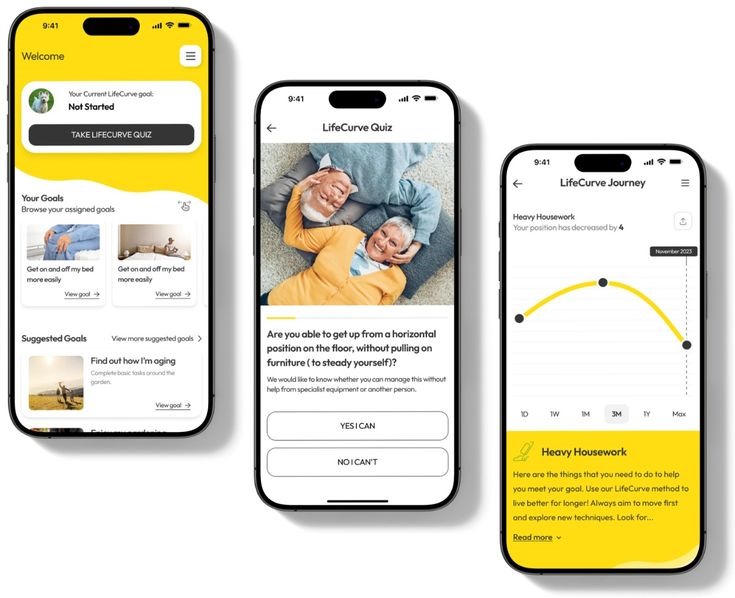 9:41
Welcome
Your Current LifeCurve goal:
Not Started
TAKE LIFECURVE QUIZ
Your Goals
Browse your assigned goals
Get on and off my bed
more easily
View goal →
Get on and off my bed
more easily
View goal →
Suggested Goals
View more suggested goals >
Find out how I'm aging
Complete basic tasks around the
garden.
View goal →
9:41
← LifeCurve Quiz
Are you able to get up from a horizontal
position on the floor, without pulling on
furniture ( to steady yourself)?
We would like to know whether you can manage this without
help from specialist equipment or another person.
YES I CAN
NO I CAN'T
9:41
← LifeCurve Journey
Heavy Housework
Your position has decreased by 4
November 2023
1D 1W 1M 3M 1Y Max
Heavy Housework
Here are the things that you need to do to help
you meet your goal. Use our LifeCurve method to
live better for longer! Always aim to move first
and explore new techniques. Look for...
Read more